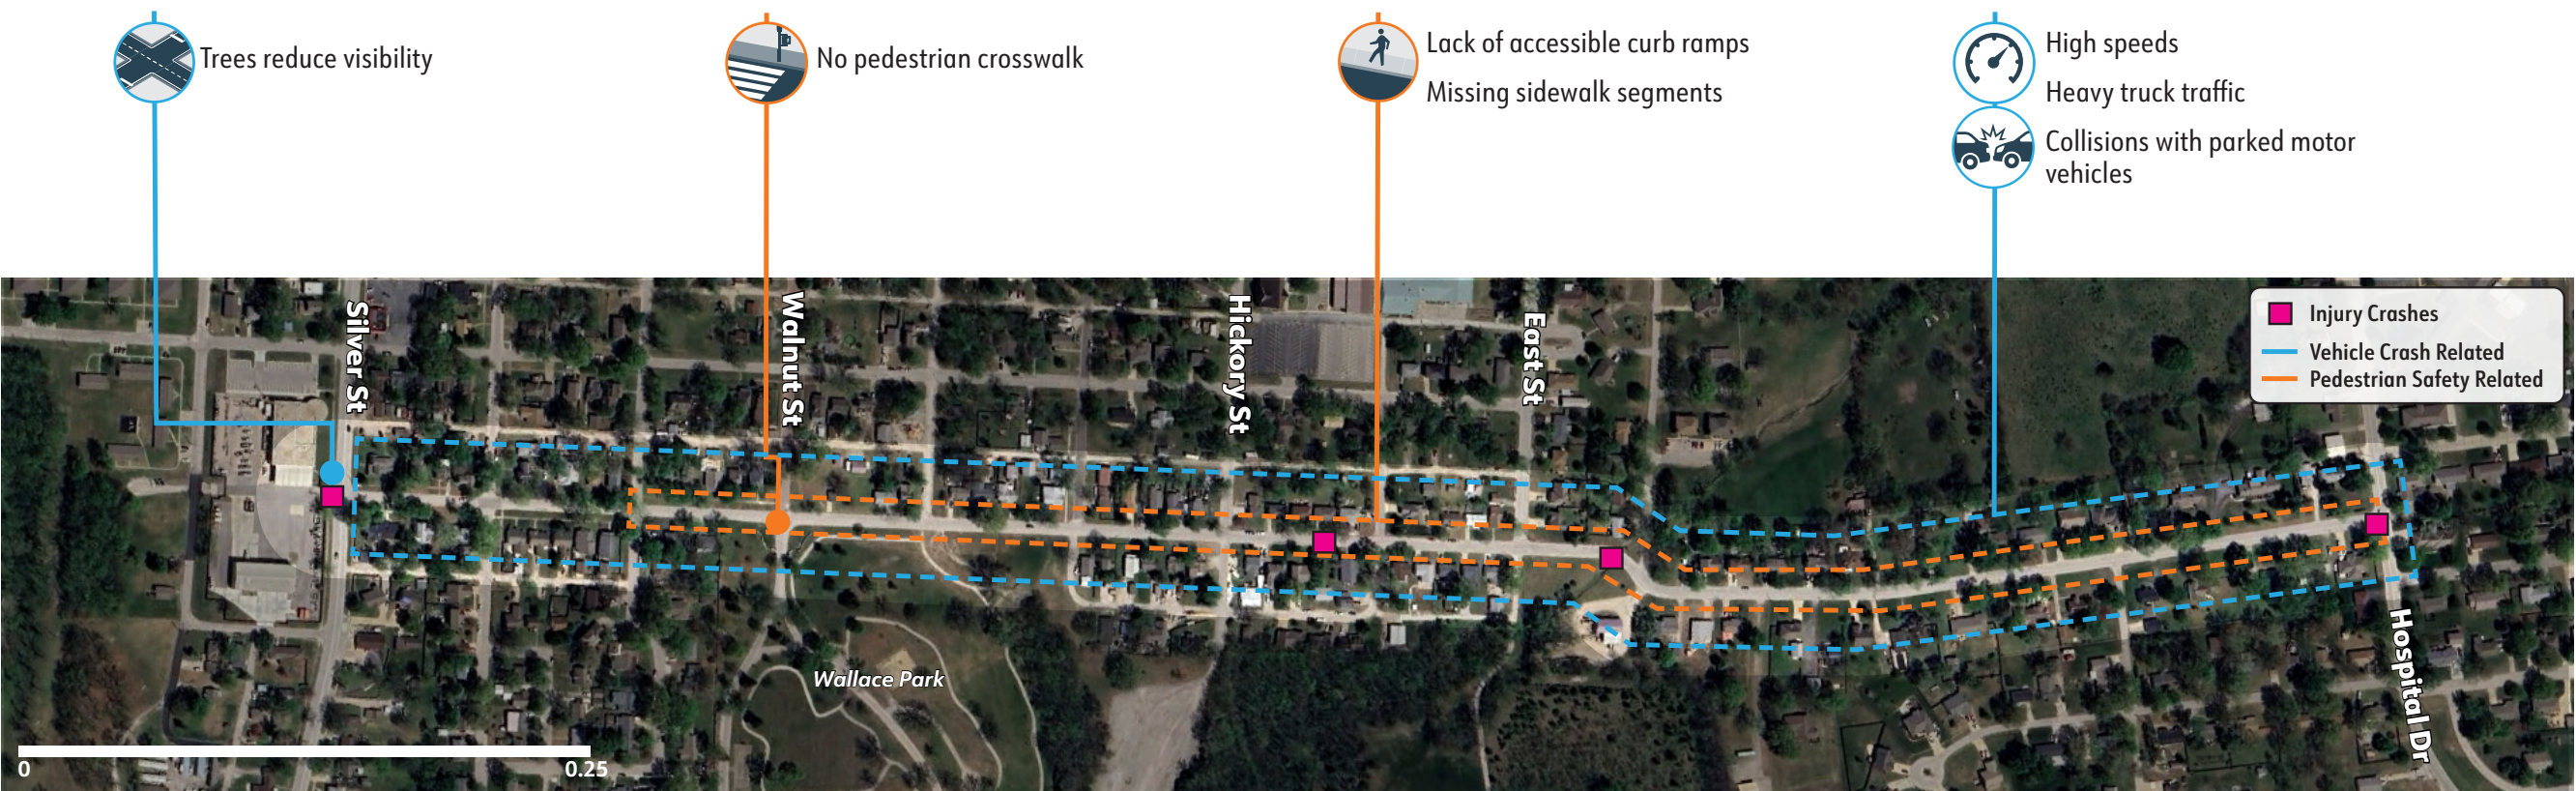 Trees reduce visibility
No pedestrian crosswalk
Lack of accessible curb ramps
Missing sidewalk segments
High speeds
Heavy truck traffic
Collisions with parked motor
vehicles
Silver St
Walnut St
Hickory St
East St
Injury Crashes
Vehicle Crash Related
Pedestrian Safety Related
Wallace Park
Hospital Dr
0
0.25